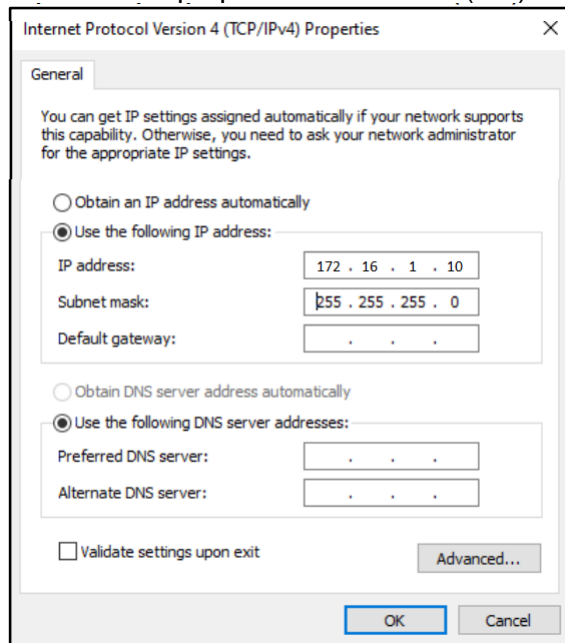 Internet Protocol Version 4 (TCP/IPv4) Properties
General
You can get IP settings assigned automatically if your network supports
this capability. Otherwise, you need to ask your network administrator
for the appropriate IP settings.
Obtain an IP address automatically
Use the following IP address:
IP address: 172 . 16 . 1 . 10
Subnet mask: 255 . 255 . 255 . 0
Default gateway: . . .
Obtain DNS server address automatically
Use the following DNS server addresses:
Preferred DNS server: . . .
Alternate DNS server: . . .
Validate settings upon exit
Advanced...
OK Cancel